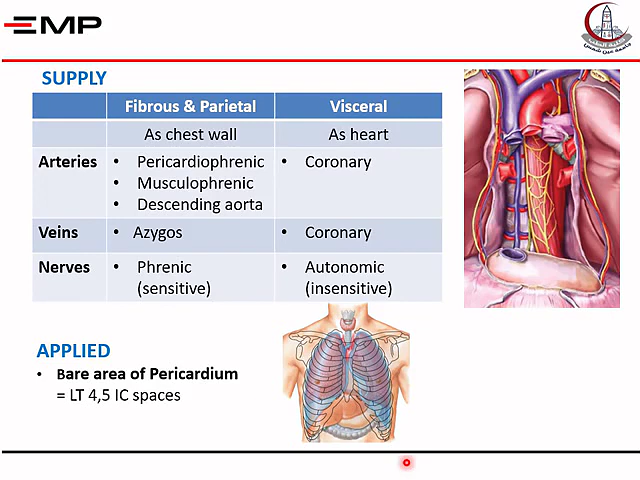 EMP
SUPPLY
Fibrous & Parietal Visceral
As chest wall As heart
Arteries • Pericardiophrenic • Coronary
• Musculophrenic
• Descending aorta
Veins • Azygos • Coronary
Nerves • Phrenic • Autonomic
(sensitive) (insensitive)
APPLIED
• Bare area of Pericardium
= LT 4,5 IC spaces